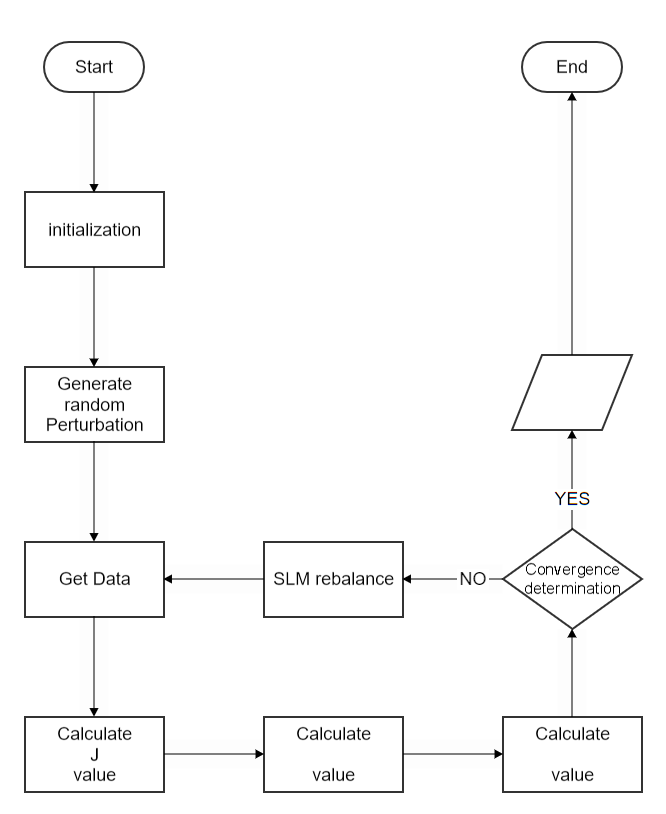 Start
End
initialization
Generate
random
Perturbation
YES
Get Data
SLM rebalance
NO
Convergence
determination
Calculate
J
value
Calculate
value
Calculate
value